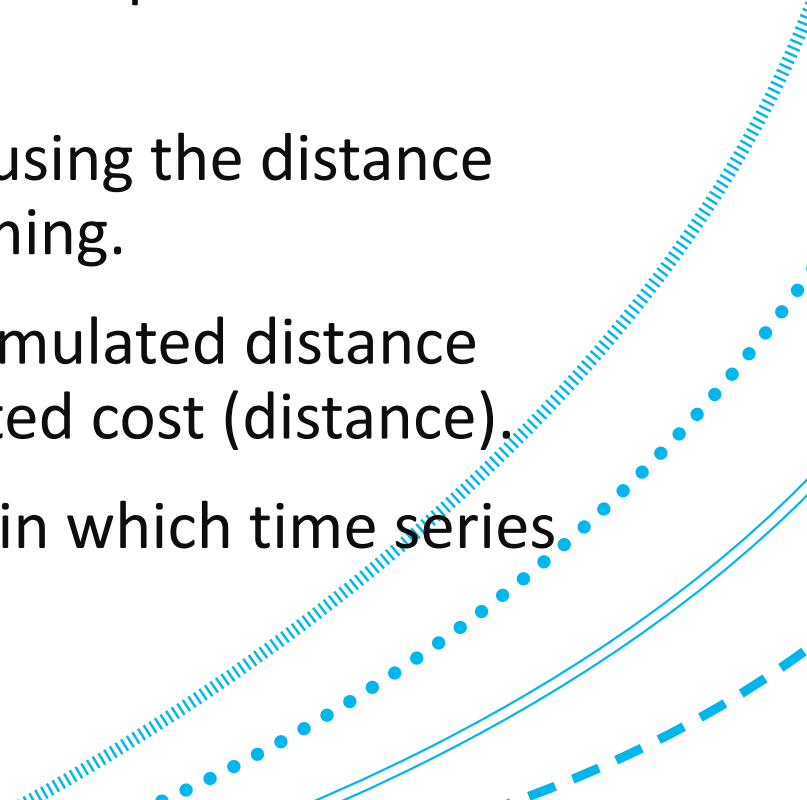 using the distance
ning.
mulated distance
ted cost (distance).
in which time series